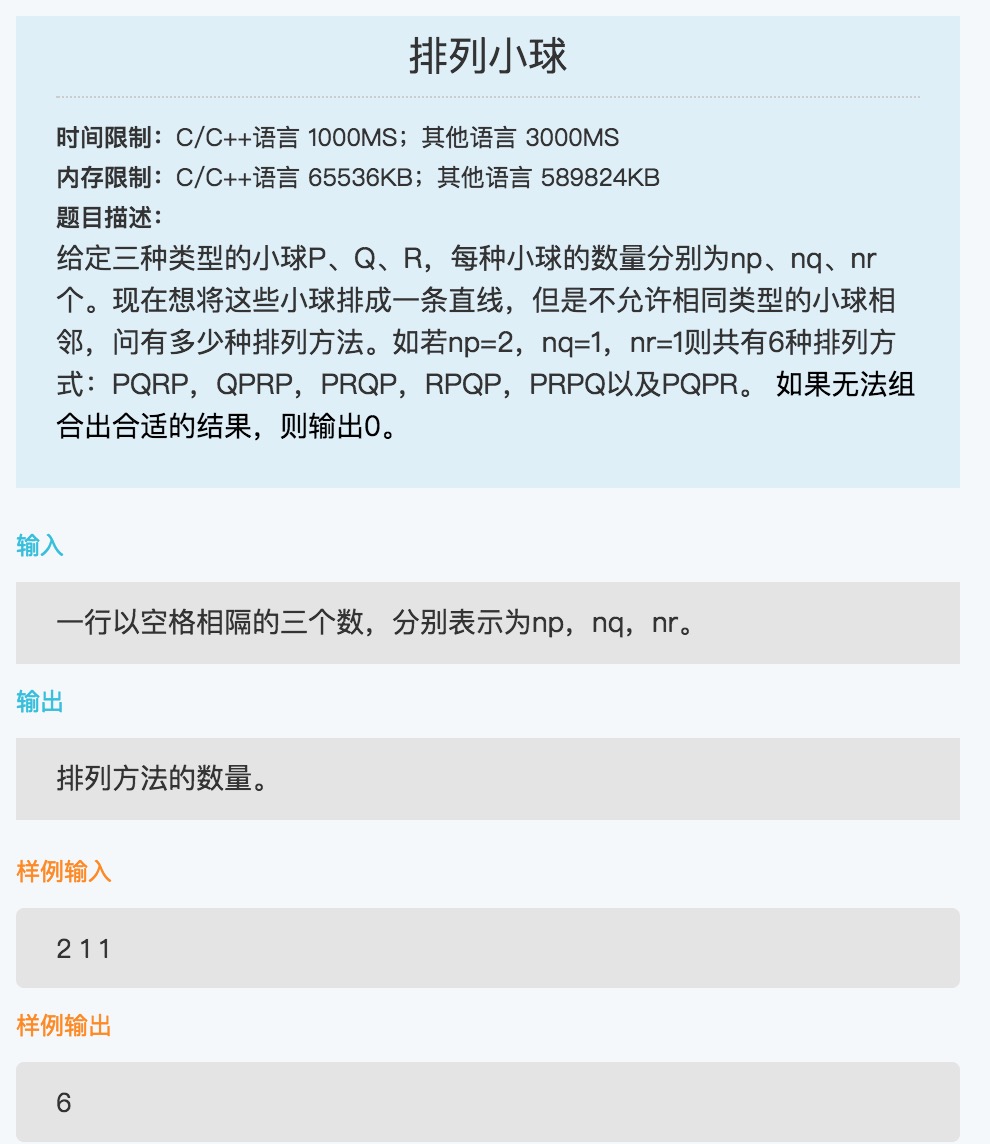 排列小球
时间限制：C/C++语言 1000MS；其他语言 3000MS
内存限制：C/C++语言 65536KB；其他语言 589824KB
题目描述：
给定三种类型的小球P、Q、R，每种小球的数量分别为np、nq、nr
个。现在想将这些小球排成一条直线，但是不允许相同类型的小球相
邻，问有多少种排列方法。如若np=2，nq=1，nr=1则共有6种排列方
式：PQRP，QPRP，PRQP，RPQP，PRPQ以及PQPR。 如果无法组
合出合适的结果，则输出0。
输入
一行以空格相隔的三个数，分别表示为np，nq，nr。
输出
排列方法的数量。
样例输入
2 1 1
样例输出
6